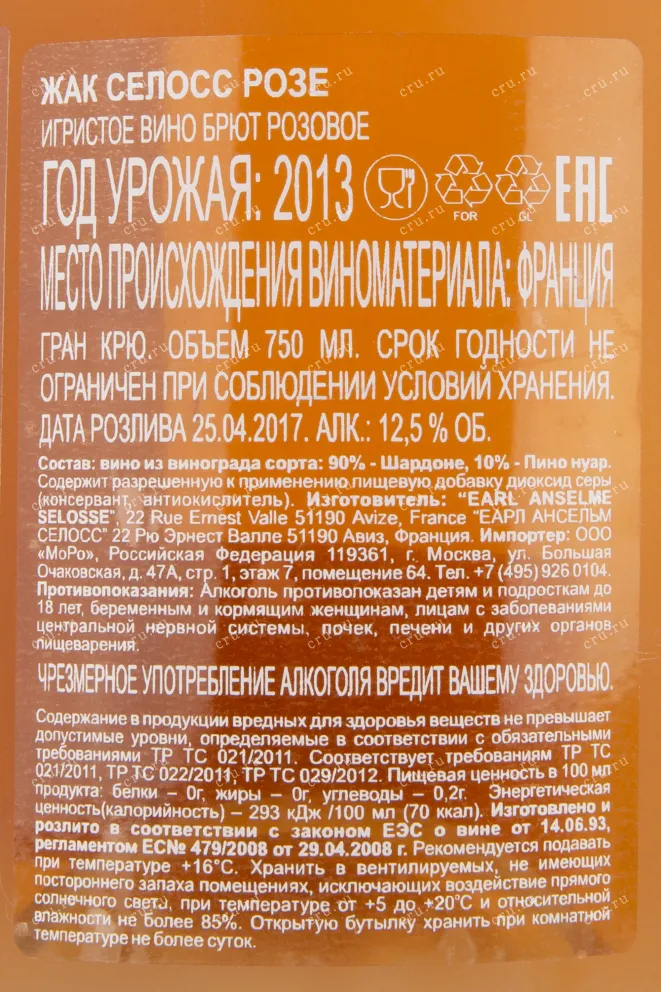 ЖАК СЕЛОСС РОЗЕ
ИГРИСТОЕ ВИНО БРЮТ РОЗОВОЕ
ГОД УРОЖАЯ: 2013
FOR
GL
EAC
МЕСТО ПРОИСХОЖДЕНИЯ ВИНОМАТЕРИАЛА: ФРАНЦИЯ
ГРАН КРЮ. ОБЪЕМ 750 МЛ. СРОК ГОДНОСТИ НЕ
ОГРАНИЧЕН ПРИ СОБЛЮДЕНИИ УСЛОВИЙ ХРАНЕНИЯ.
ДАТА РОЗЛИВА 25.04.2017. АЛК.: 12,5 % ОБ.
Состав: вино из винограда сорта: 90% - Шардоне, 10% - Пино нуар.
Содержит разрешенную к применению пищевую добавку диоксид серы
(консервант, антиокислитель). Изготовитель: “EARL ANSELME
SELOSSE”, 22 Rue Ernest Valle 51190 Avize, France “ЕАРЛ АНСЕЛЬМ
СЕЛОСС” 22 Рю Эрнест Валле 51190 Авиз, Франция. Импортер: ООО
«МоРо», Российская Федерация 119361, г. Москва, ул. Большая
Очаковская, д. 47А, стр. 1, этаж 7, помещение 64. Тел. +7 (495) 926 0104.
Противопоказания: Алкоголь противопоказан детям и подросткам до
18 лет, беременным и кормящим женщинам, лицам с заболеваниями
центральной нервной системы, почек, печени и других органов
пищеварения.
ЧРЕЗМЕРНОЕ УПОТРЕБЛЕНИЕ АЛКОГОЛЯ ВРЕДИТ ВАШЕМУ ЗДОРОВЬЮ.
Содержание в продукции вредных для здоровья веществ не превышает
допустимые уровни, определяемые в соответствии с обязательными
требованиями ТР ТС 021/2011. Соответствует требованиям ТР ТС
021/2011, ТР ТС 022/2011, ТР ТС 029/2012. Пищевая ценность в 100 мл
продукта: белки – 0г, жиры – 0г, углеводы – 0,2г. Энергетическая
ценность(калорийность) – 293 кДж /100 мл (70 ккал). Изготовлено и
розлито в соответствии с законом ЕЭС о вине от 14.06.93,
регламентом ЕС№ 479/2008 от 29.04.2008 г. Рекомендуется подавать
при температуре +16°С. Хранить в вентилируемых, не имеющих
постороннего запаха помещениях, исключающих воздействие прямого
солнечного света, при температуре от +5 до +20°С и относительной
влажности не более 85%. Открытую бутылку хранить при комнатной
температуре не более суток.